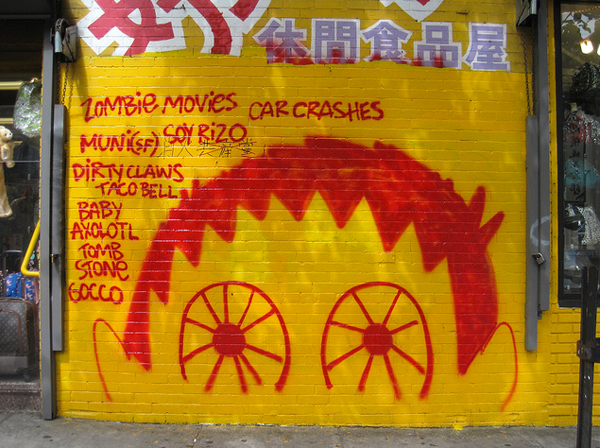 休閒食品屋
ZOMBIE MOVIES
CAR CRASHES
MUNI(SF) SOY RIZO
DIRTY CLAWS
TACO BELL
BABY
AXOLOTL
TOMB
STONE
GOCCO